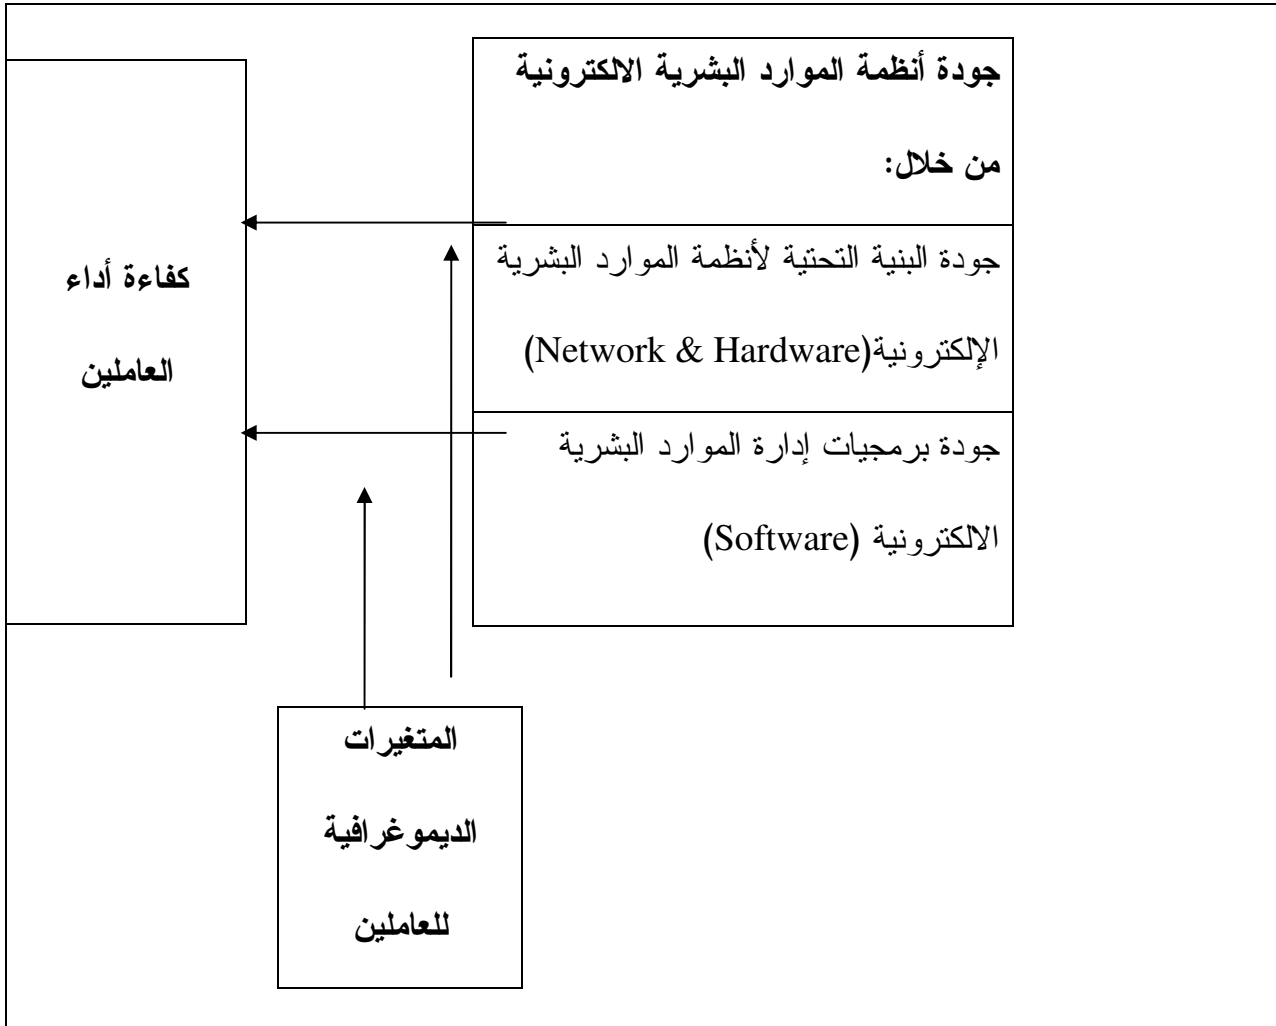 جودة أنظمة الموارد البشرية الالكترونية
من خلال:
جودة البنية التحتية لأنظمة الموارد البشرية
الإلكترونية(Network & Hardware)
جودة برمجيات إدارة الموارد البشرية
الالكترونية (Software)
كفاءة أداء
العاملين
المتغيرات
الديموغرافية
للعاملين